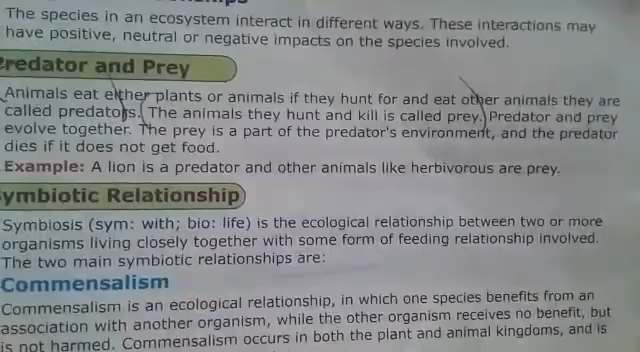 The species in an ecosystem interact in different ways. These interactions may
have positive, neutral or negative impacts on the species involved.
Predator and Prey
Animals eat either plants or animals if they hunt for and eat other animals they are
called predators. The animals they hunt and kill is called prey. Predator and prey
evolve together. The prey is a part of the predator's environment, and the predator
dies if it does not get food.
Example: A lion is a predator and other animals like herbivorous are prey.
ymbiotic Relationship
Symbiosis (sym: with; bio: life) is the ecological relationship between two or more
organisms living closely together with some form of feeding relationship involved.
The two main symbiotic relationships are:
Commensalism
Commensalism is an ecological relationship, in which one species benefits from an
association with another organism, while the other organism receives no benefit, but
is not harmed. Commensalism occurs in both the plant and animal kingdoms, and is